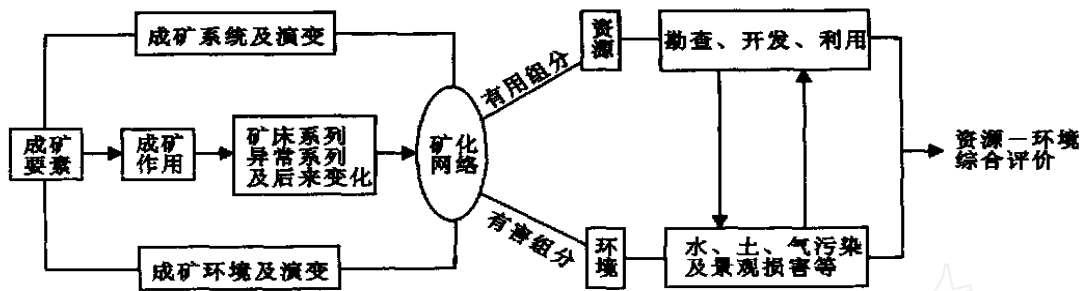 成矿系统及演变
成矿
要素
成矿
作用
矿床系列
异常系列
及后来变化
矿化
网络
成矿环境及演变
有用组分
资
源
勘查、开发、利用
有害组分
环
境
水、土、气污染
及景观损害等
资源－环境
综合评价